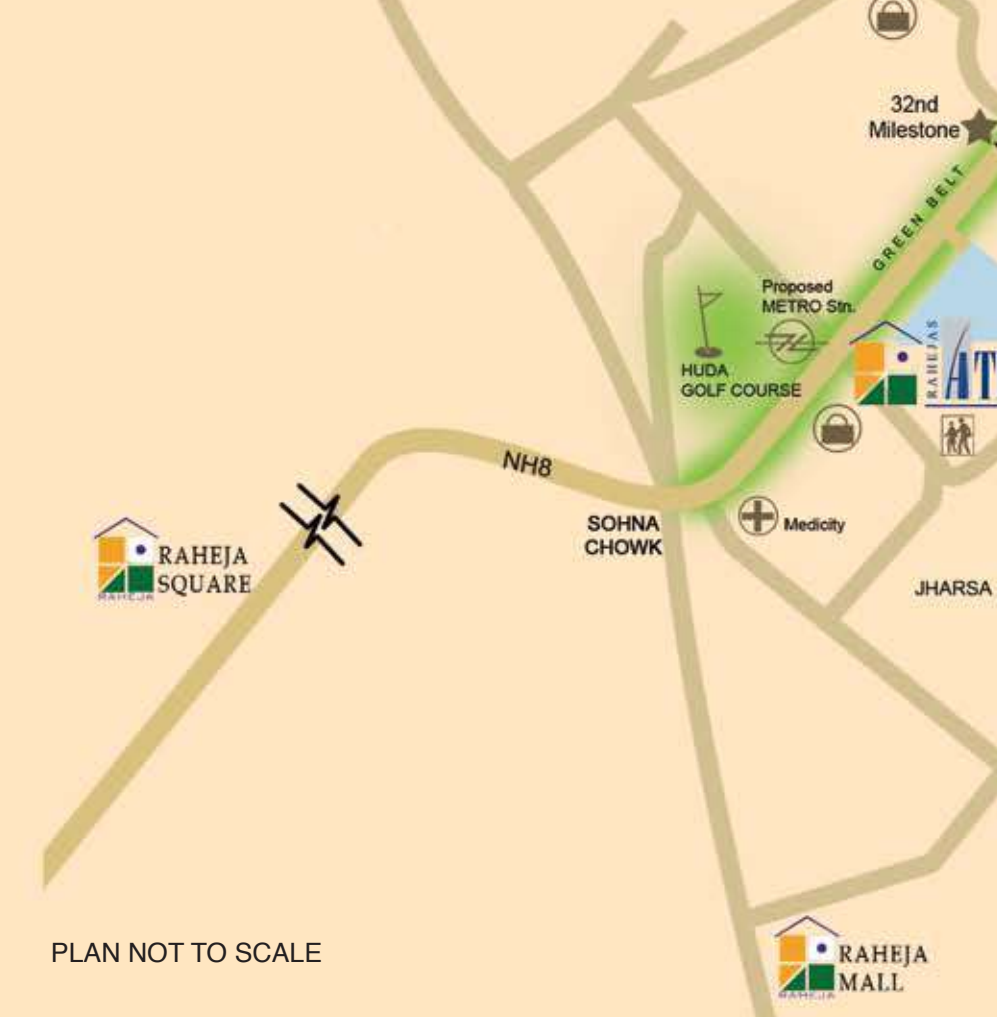 32nd
Milestone
GREEN BELT
Proposed
METRO Stn.
RAHEJAS
AT
HUDA
GOLF COURSE
NH8
SOHNA
CHOWK
Medicity
RAHEJA
SQUARE
RAHEJA
JHARSA
PLAN NOT TO SCALE
RAHEJA
MALL
RAHEJA